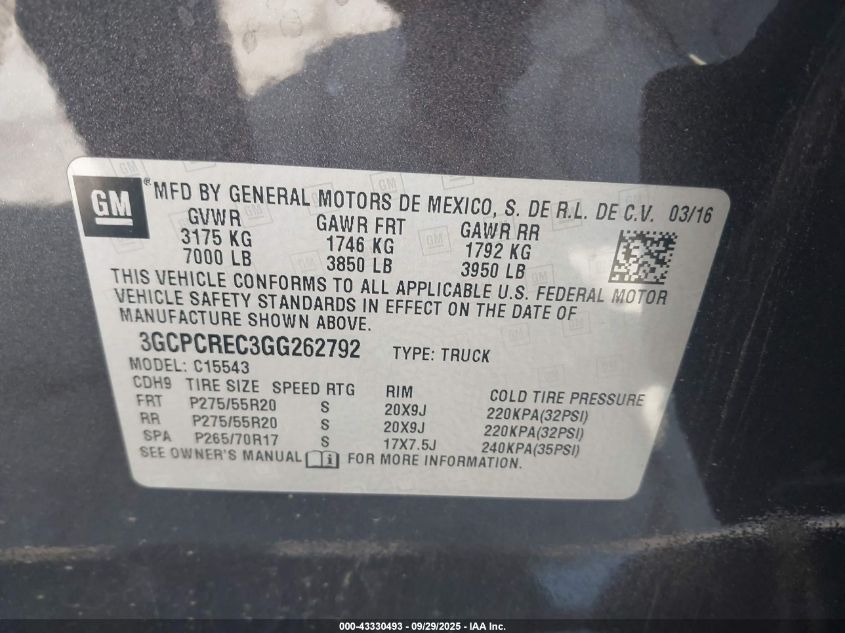 GM® MFD BY GENERAL MOTORS DE MEXICO, S. DE R.L. DE C.V. 03/16
GVWR GAWR FRT GAWR RR
3175 KG 1746 KG 1792 KG
7000 LB 3850 LB 3950 LB
THIS VEHICLE CONFORMS TO ALL APPLICABLE U.S. FEDERAL MOTOR
VEHICLE SAFETY STANDARDS IN EFFECT ON THE DATE OF
MANUFACTURE SHOWN ABOVE.
3GCPCREC3GG262792 TYPE: TRUCK
MODEL: C15543
CDH9 TIRE SIZE SPEED RTG RIM COLD TIRE PRESSURE
FRT P275/55R20 S 20X9J 220KPA(32PSI)
RR P275/55R20 S 20X9J 220KPA(32PSI)
SPA P265/70R17 S 17X7.5J 240KPA(35PSI)
SEE OWNER'S MANUAL i FOR MORE INFORMATION.
000-43330493 - 09/29/2025 - IAA Inc.